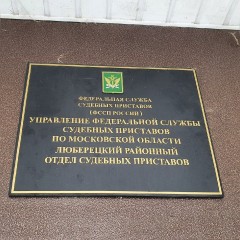 ФЕДЕРАЛЬНАЯ СЛУЖБА
СУДЕБНЫХ ПРИСТАВОВ
(ФССП РОССИИ)
УПРАВЛЕНИЕ ФЕДЕРАЛЬНОЙ СЛУЖБЫ
СУДЕБНЫХ ПРИСТАВОВ
ПО МОСКОВСКОЙ ОБЛАСТИ
ЛЮБЕРЕЦКИЙ РАЙОННЫЙ
ОТДЕЛ СУДЕБНЫХ ПРИСТАВОВ